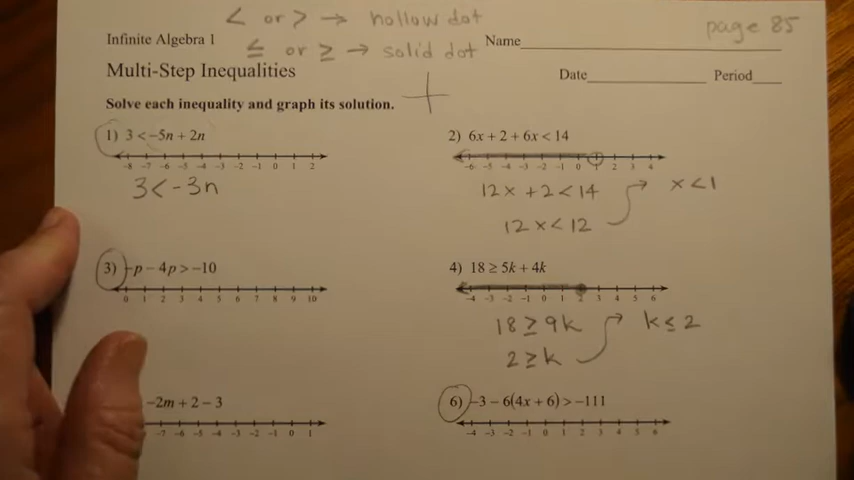 < or > → hollow dot
page 85
Infinite Algebra 1
≤ or ≥ → solid dot
Name
Multi-Step Inequalities
Date Period
Solve each inequality and graph its solution.
1) 3 < −5n + 2n
-8 -7 -6 -5 -4 -3 -2 -1 0 1 2
3 < -3n
2) 6x + 2 + 6x < 14
-6 -5 -4 -3 -2 -1 0 1 2 3 4
12x + 2 < 14
x < 1
12x < 12
3) −p − 4p > −10
0 1 2 3 4 5 6 7 8 9 10
4) 18 ≥ 5k + 4k
-4 -3 -2 -1 0 1 2 3 4 5 6
18 ≥ 9k
k ≤ 2
2 ≥ k
−2m + 2 − 3
-7 -6 -5 -4 -3 -2 -1 0 1
6) −3 − 6(4x + 6) > −111
-4 -3 -2 -1 0 1 2 3 4 5 6